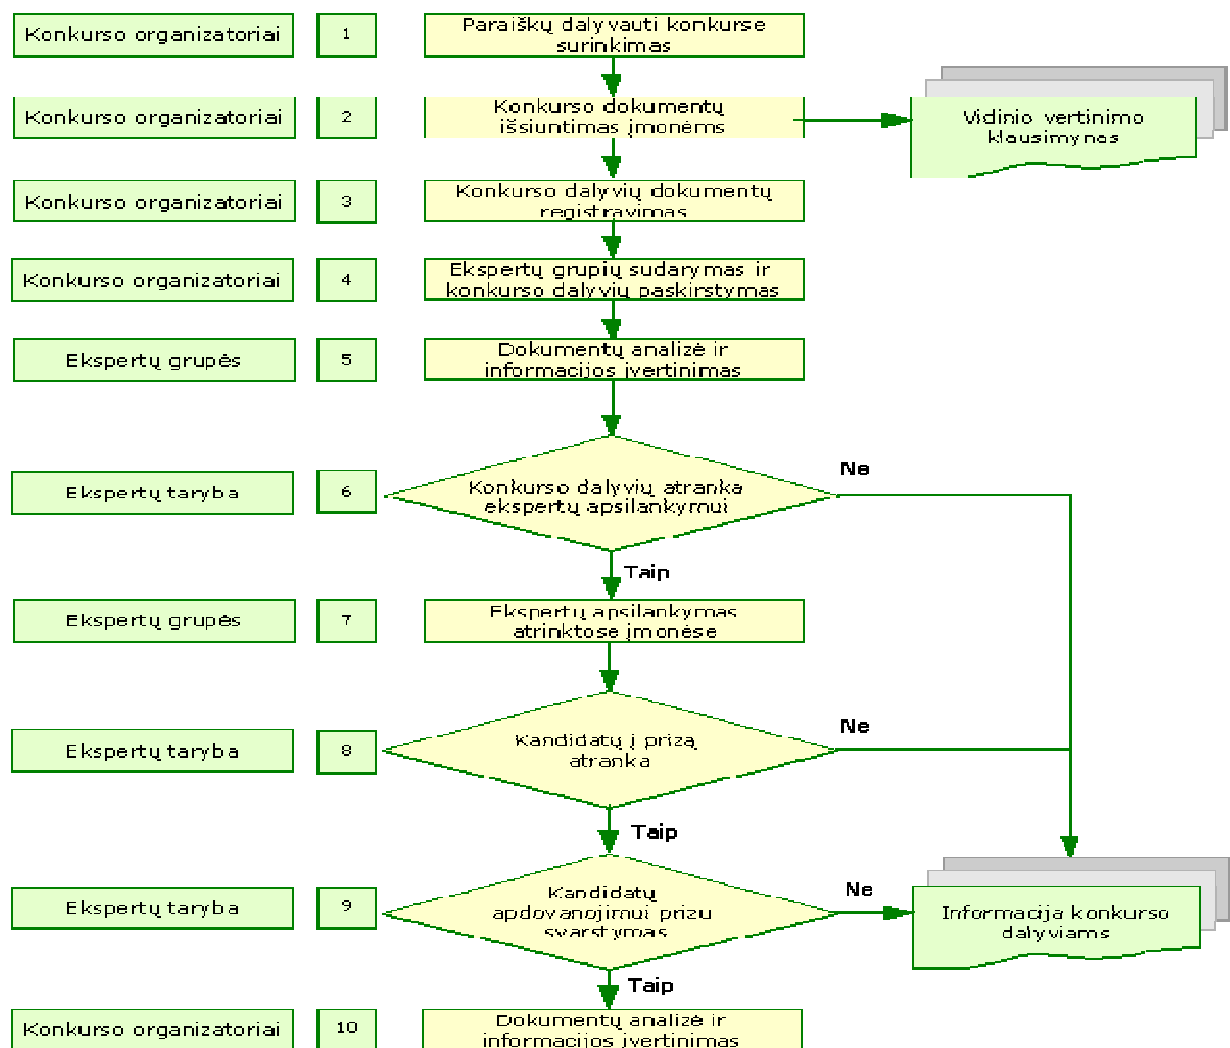 Konkurso organizatoriai
1
Paraiškų dalyvauti konkurse
surinkimas
Konkurso organizatoriai
2
Konkurso dokumentų
išsiuntimas įmonėms
Vidinio vertinimo
klausimynas
Konkurso organizatoriai
3
Konkurso dalyvių dokumentų
registravimas
Konkurso organizatoriai
4
Ekspertų grupių sudarymas ir
konkurso dalyvių paskirstymas
Ekspertų grupės
5
Dokumentų analizė ir
informacijos įvertinimas
Ekspertų taryba
6
Konkurso dalyvių atranka
ekspertų apsilankymui
Ne
Taip
Ekspertų grupės
7
Ekspertų apsilankymas
atrinktose įmonėse
Ekspertų taryba
8
Kandidatų į prizą
atranka
Ne
Taip
Ekspertų taryba
9
Kandidatų
apdovanojimui prizu
svarstymas
Ne
Informacija konkurso
dalyviams
Taip
Konkurso organizatoriai
10
Dokumentų analizė ir
informacijos įvertinimas